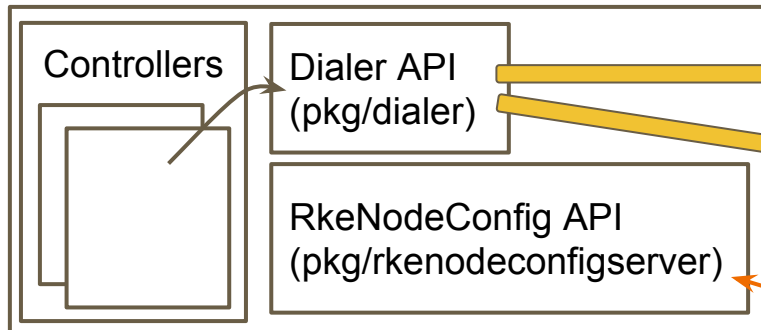 Controllers
Dialer API
(pkg/dialer)
RkeNodeConfig API
(pkg/rkenodeconfigserver)